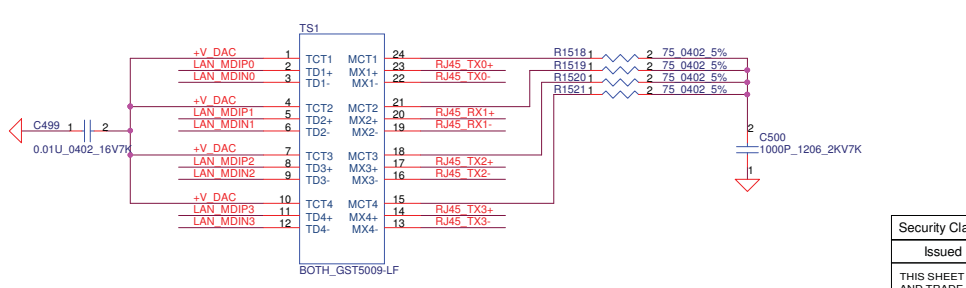 TS1
+V_DAC 1 TCT1 MCT1 24 R1518 1 2 75_0402_5%
LAN_MDIP0 2 TD1+ MX1+ 23 RJ45_TX0+ R1519 1 2 75_0402_5%
LAN_MDIN0 3 TD1- MX1- 22 RJ45_TX0- R1520 1 2 75_0402_5%
R1521 1 2 75_0402_5%
+V_DAC 4 TCT2 MCT2 21
LAN_MDIP1 5 TD2+ MX2+ 20 RJ45_RX1+
LAN_MDIN1 6 TD2- MX2- 19 RJ45_RX1-
C499 1 2
0.01U_0402_16V7K
2
C500
1000P_1206_2KV7K
1
+V_DAC 7 TCT3 MCT3 18
LAN_MDIP2 8 TD3+ MX3+ 17 RJ45_TX2+
LAN_MDIN2 9 TD3- MX3- 16 RJ45_TX2-
+V_DAC 10 TCT4 MCT4 15
LAN_MDIP3 11 TD4+ MX4+ 14 RJ45_TX3+
LAN_MDIN3 12 TD4- MX4- 13 RJ45_TX3-
BOTH_GST5009-LF
Security Cla
Issued
THIS SHEET
AND TRADE